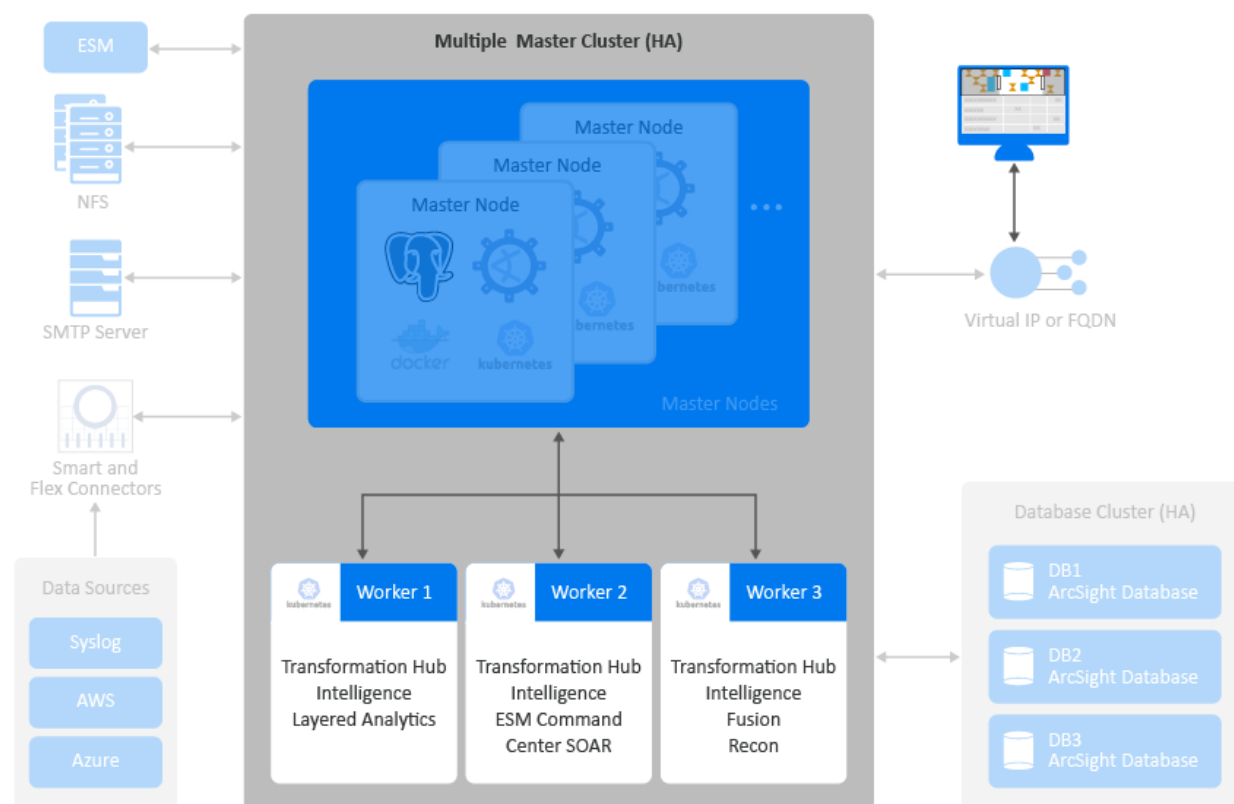 ESM
NFS
SMTP Server
Smart and
Flex Connectors
Data Sources
Syslog
AWS
Azure
Multiple Master Cluster (HA)
Master Node
Master Node
Master Node
docker
kubernetes
bernetes
bernetes
...
Master Nodes
kubernetes
Worker 1
Transformation Hub
Intelligence
Layered Analytics
kubernetes
Worker 2
Transformation Hub
Intelligence
ESM Command
Center SOAR
kubernetes
Worker 3
Transformation Hub
Intelligence
Fusion
Recon
Virtual IP or FQDN
Database Cluster (HA)
DB1
ArcSight Database
DB2
ArcSight Database
DB3
ArcSight Database